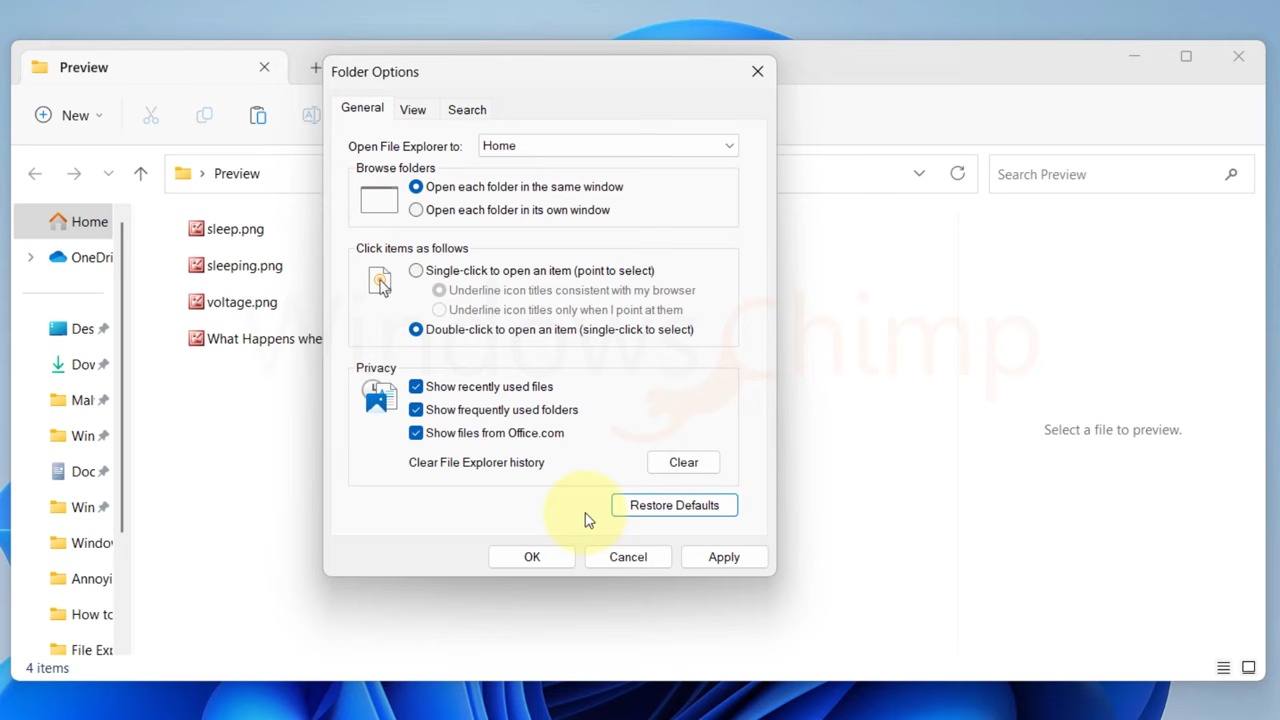 Preview
Folder Options
New
General
View
Search
Open File Explorer to:
Home
Browse folders
Open each folder in the same window
Open each folder in its own window
Preview
Search Preview
Home
OneDri
Des
Dov
Mal
Win
Doc
Win
Window
Annoyi
How to
File Exp
sleep.png
sleeping.png
voltage.png
What Happens whe
Click items as follows
Single-click to open an item (point to select)
Underline icon titles consistent with my browser
Underline icon titles only when I point at them
Double-click to open an item (single-click to select)
WindowsChimp
Privacy
Show recently used files
Show frequently used folders
Show files from Office.com
Clear File Explorer history
Clear
Restore Defaults
OK
Cancel
Apply
Select a file to preview.
4 items